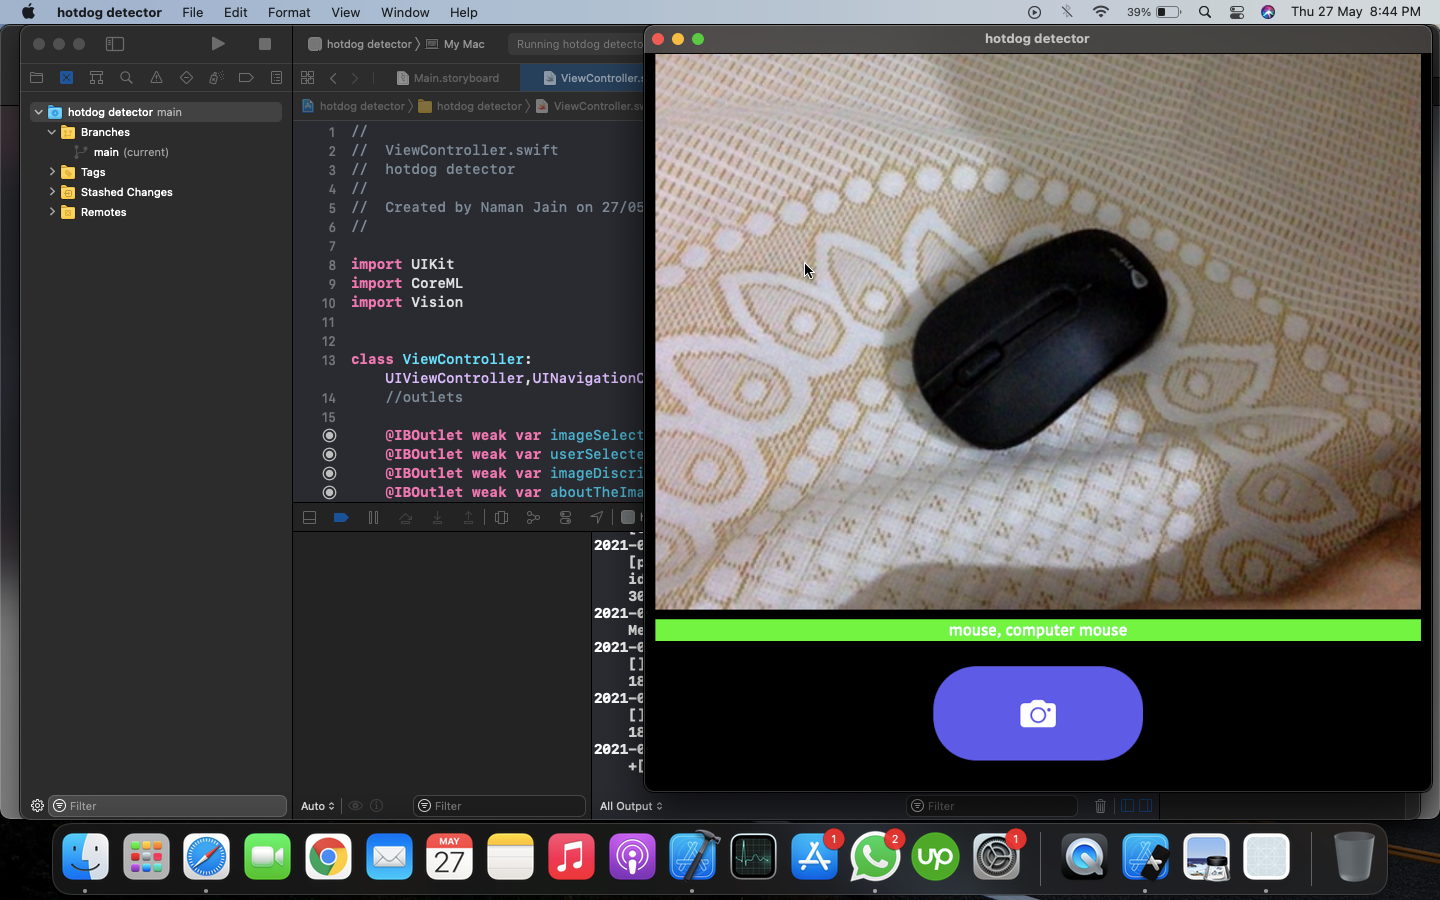 hotdog detector File Edit Format View Window Help 39% Thu 27 May 8:44 PM
hotdog detector My Mac Running hotdog detecto
Main.storyboard ViewController.s
hotdog detector hotdog detector ViewController.sw
hotdog detector main
Branches
main (current)
Tags
Stashed Changes
Remotes
1 //
2 // ViewController.swift
3 // hotdog detector
4 //
5 // Created by Naman Jain on 27/05
6 //
7
8 import UIKit
9 import CoreML
10 import Vision
11
12
13 class ViewController:
UIViewController,UINavigationC
14 //outlets
15
@IBOutlet weak var imageSelect
@IBOutlet weak var userSelecte
@IBOutlet weak var imageDiscri
@IBOutlet weak var aboutTheIma
2021-0
[p
id
30
2021-0
Me
2021-0
[]
18
2021-0
[]
18
2021-0
+[
Filter
Auto
Filter
All Output
Filter
hotdog detector
mouse, computer mouse
MAY
27
1
2
up
1